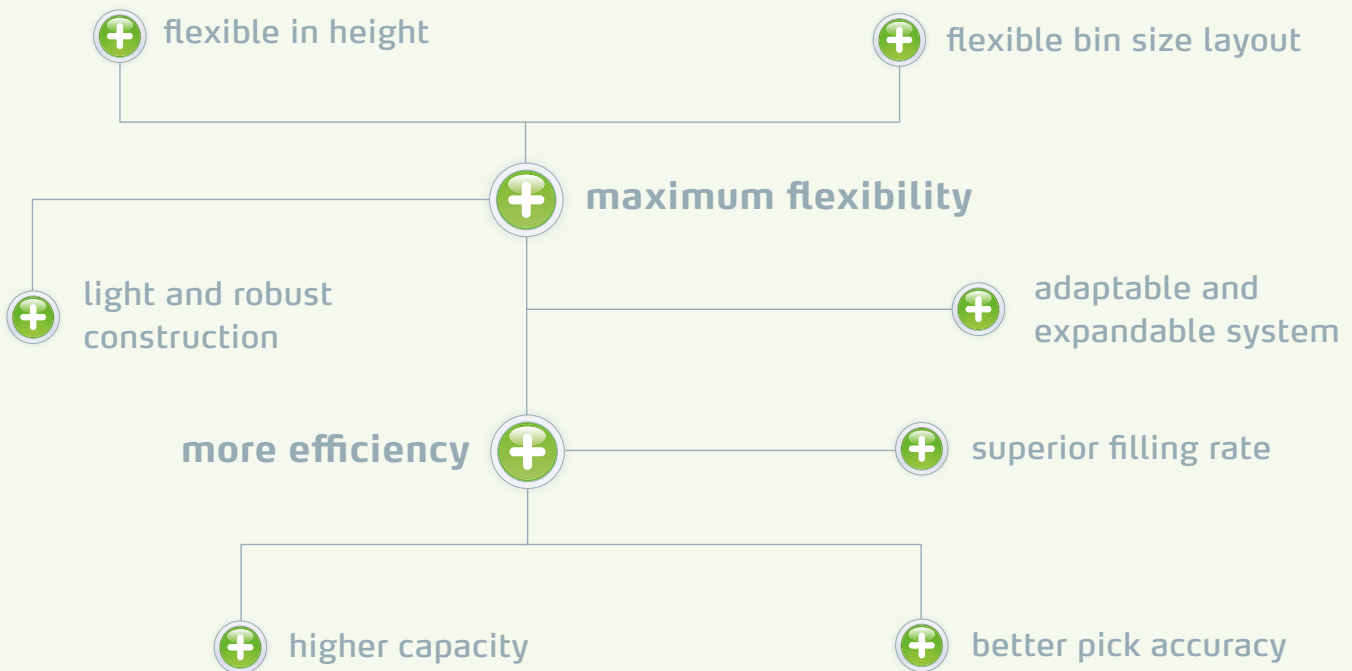 flexible in height
flexible bin size layout
maximum flexibility
light and robust
construction
adaptable and
expandable system
more efficiency
superior filling rate
higher capacity
better pick accuracy